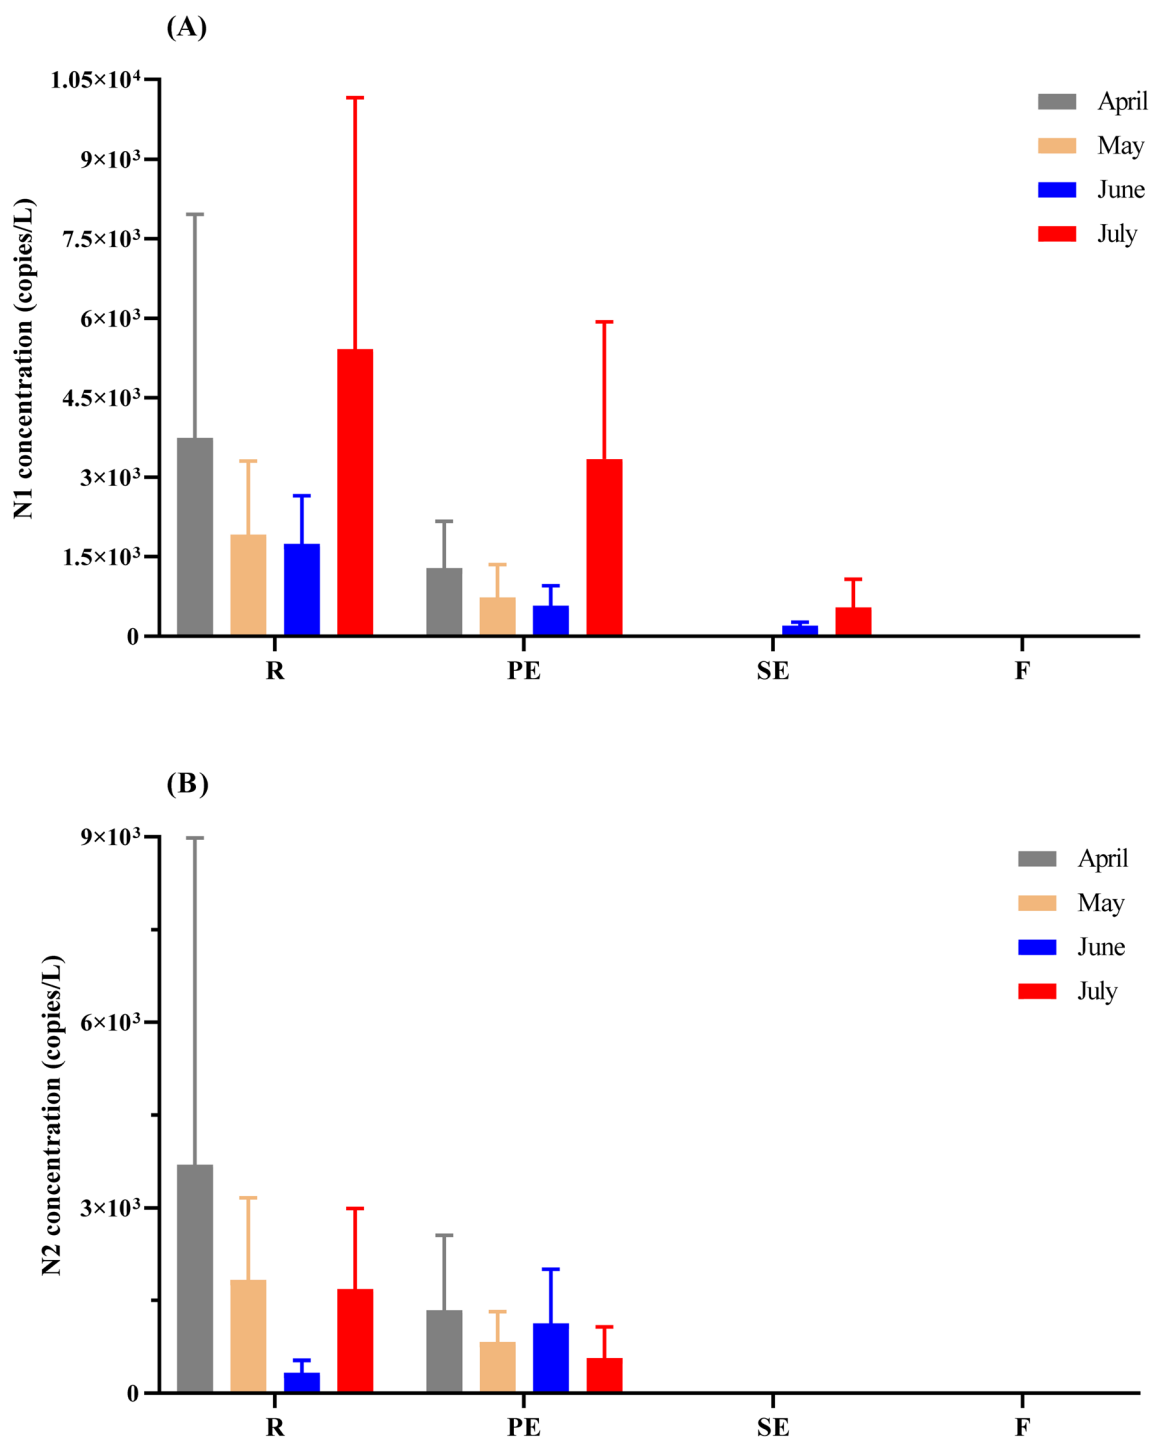 (A)
1.05×10⁴
9×10³
7.5×10³
6×10³
4.5×10³
3×10³
1.5×10³
0
N1 concentration (copies/L)
R PE SE F
April
May
June
July
(B)
9×10³
6×10³
3×10³
0
N2 concentration (copies/L)
R PE SE F
April
May
June
July